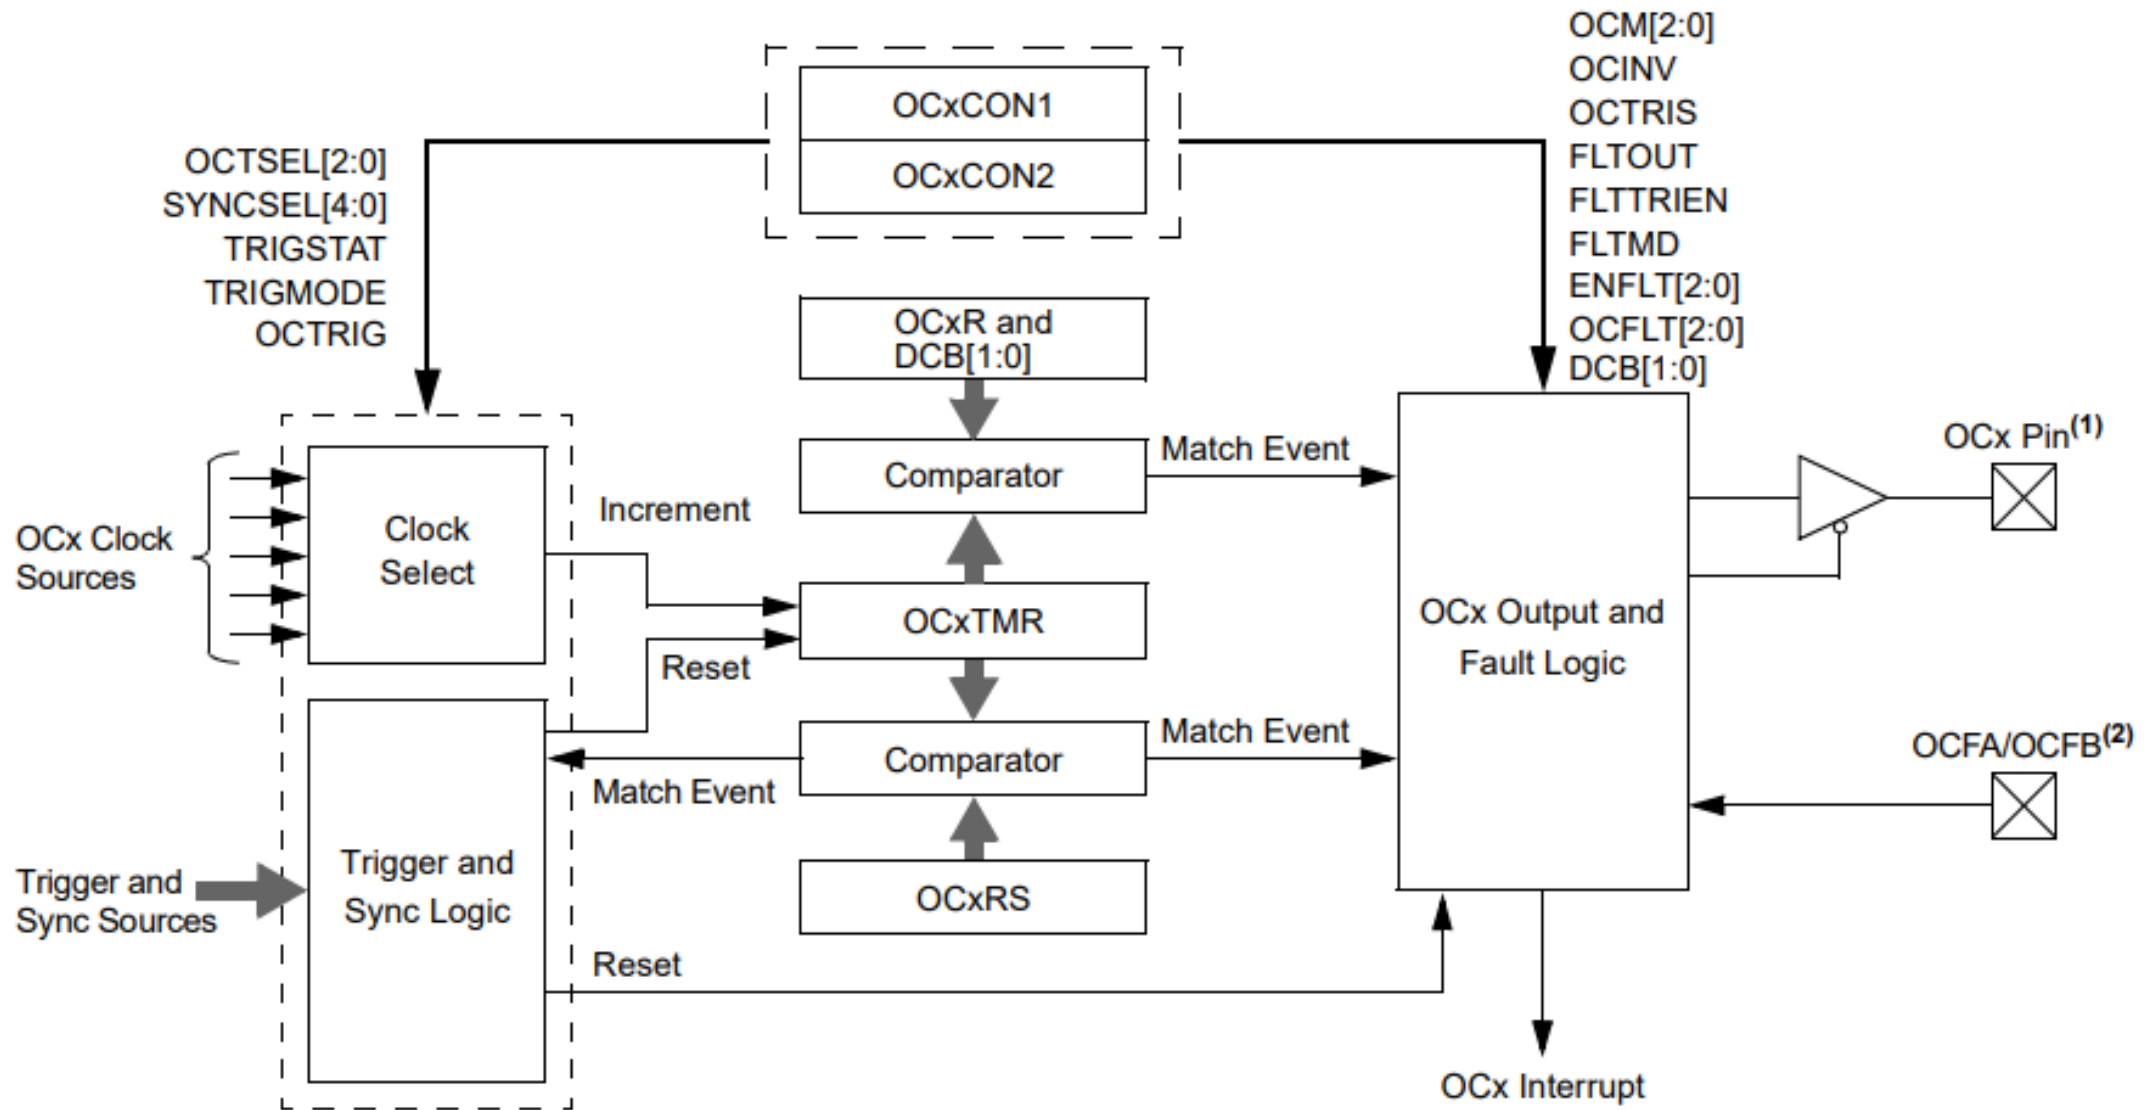 OCM[2:0]
OCINV
OCTRIS
FLTOUT
FLTTRIEN
FLTMD
ENFLT[2:0]
OCFLT[2:0]
DCB[1:0]
OCxCON1
OCxCON2
OCTSEL[2:0]
SYNCSEL[4:0]
TRIGSTAT
TRIGMODE
OCTRIG
OCxR and
DCB[1:0]
Comparator
Match Event
OCx Pin(1)
OCx Clock
Sources
Clock
Select
Increment
OCxTMR
Reset
OCx Output and
Fault Logic
Comparator
Match Event
Match Event
OCFA/OCFB(2)
Trigger and
Sync Sources
Trigger and
Sync Logic
OCxRS
Reset
OCx Interrupt